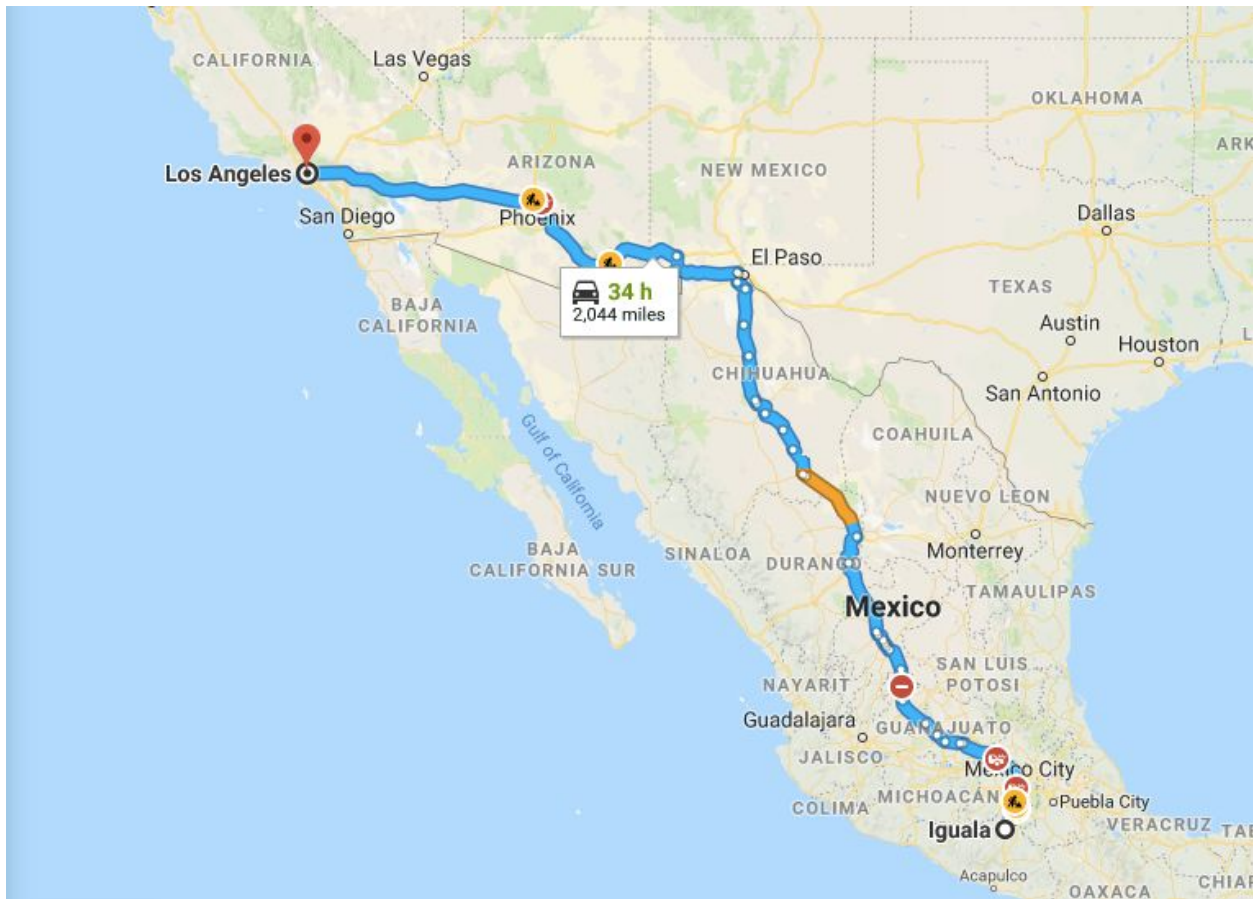 CALIFORNIA
Las Vegas
OKLAHOMA
Los Angeles
ARIZONA
NEW MEXICO
San Diego
Phoenix
Dallas
El Paso
34 h
2,044 miles
TEXAS
BAJA
CALIFORNIA
Austin
Houston
CHIHUAHUA
San Antonio
COAHUILA
Gulf of California
NUEVO LEON
BAJA
CALIFORNIA SUR
SINALOA
DURANGO
Monterrey
TAMAULIPAS
Mexico
SAN LUIS
POTOSI
NAYARIT
Guadalajara
GUANAJUATO
JALISCO
Mexico City
COLIMA
MICHOACÁN
Puebla City
Iguala
VERACRUZ
Acapulco
OAXACA